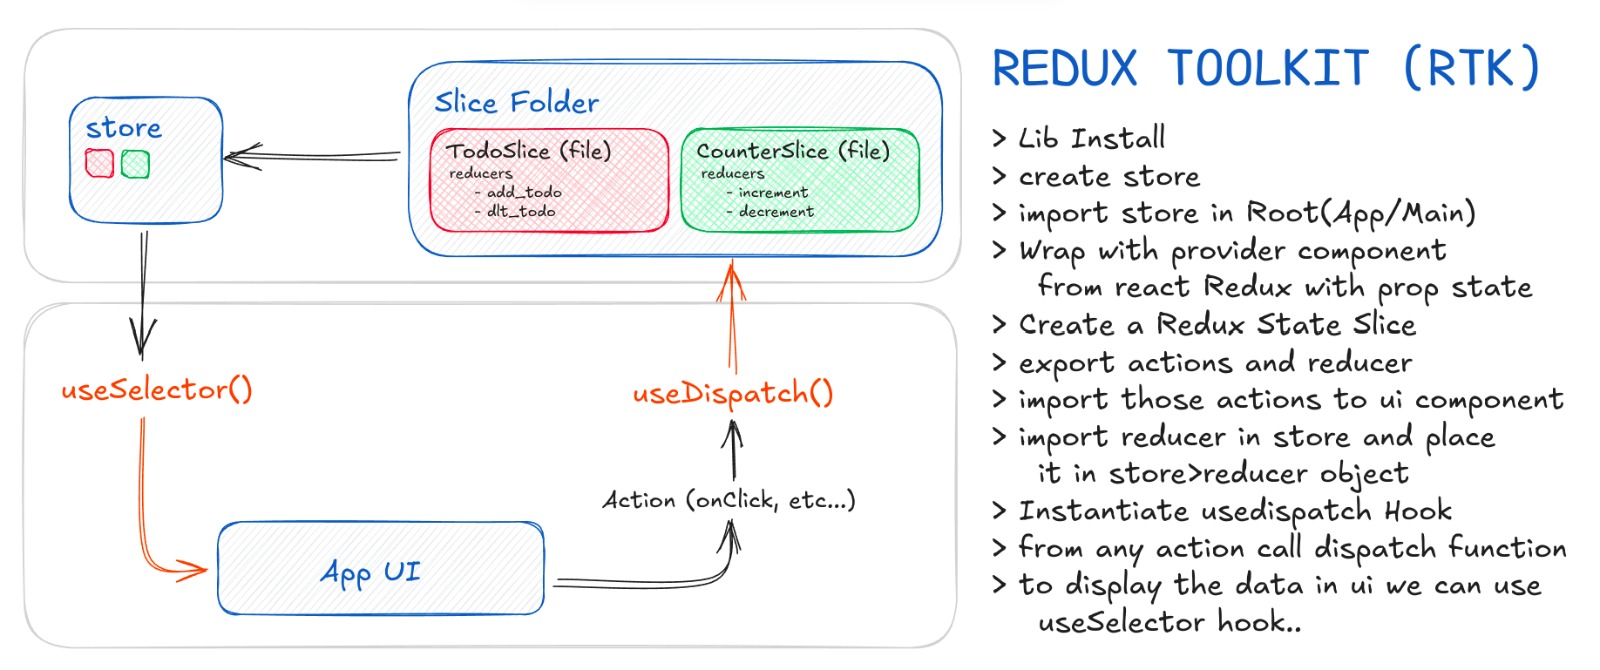 store
Slice Folder
TodoSlice (file)
reducers
- add_todo
- dlt_todo
CounterSlice (file)
reducers
- increment
- decrement
useSelector()
useDispatch()
Action (onClick, etc...)
App UI
REDUX TOOLKIT (RTK)
> Lib Install
> create store
> import store in Root(App/Main)
> Wrap with provider component
from react Redux with prop state
> Create a Redux State Slice
> export actions and reducer
> import those actions to ui component
> import reducer in store and place
it in store>reducer object
> Instantiate usedispatch Hook
> from any action call dispatch function
> to display the data in ui we can use
useSelector hook..